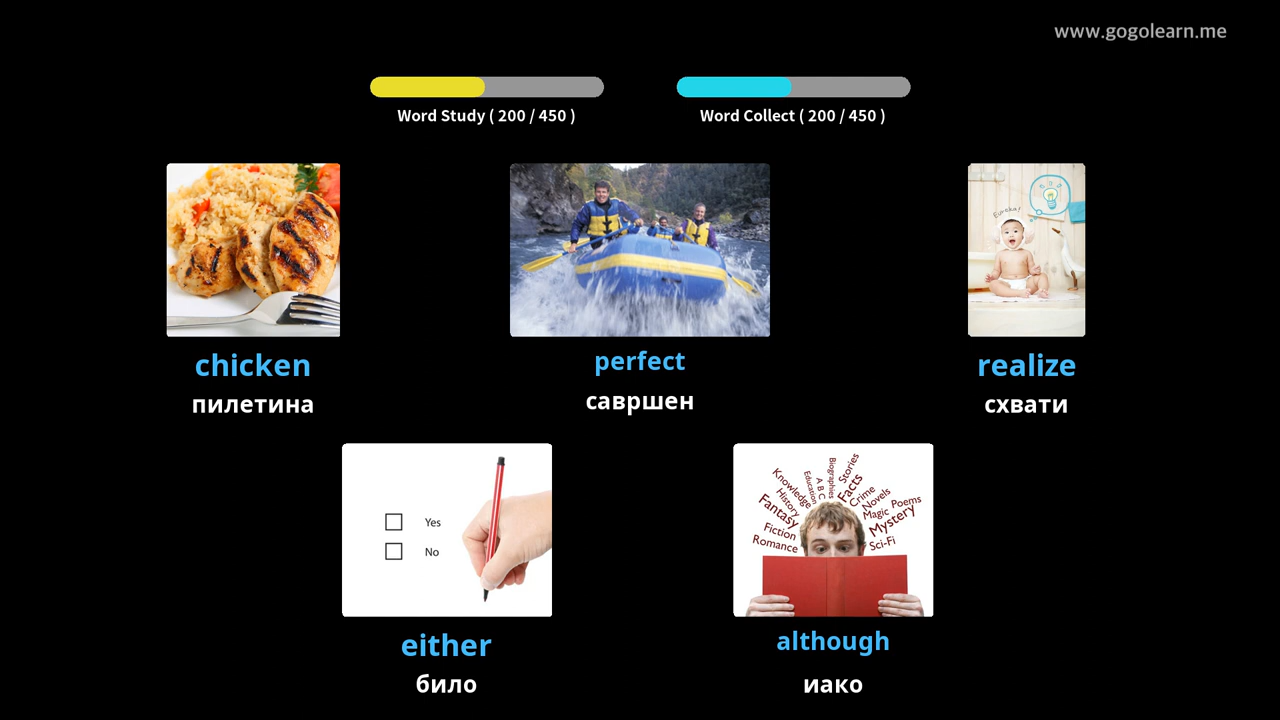 www.gogolearn.me
Word Study ( 200 / 450 )
Word Collect ( 200 / 450 )
Eureka!
chicken
пилетина
perfect
савршен
realize
схвати
Yes
No
Knowledge
History
Fantasy
Fiction
Romance
Education
A B C
Biographies
Stories
Facts
Crime
Novels
Magic
Poems
Mystery
Sci-Fi
either
било
although
иако